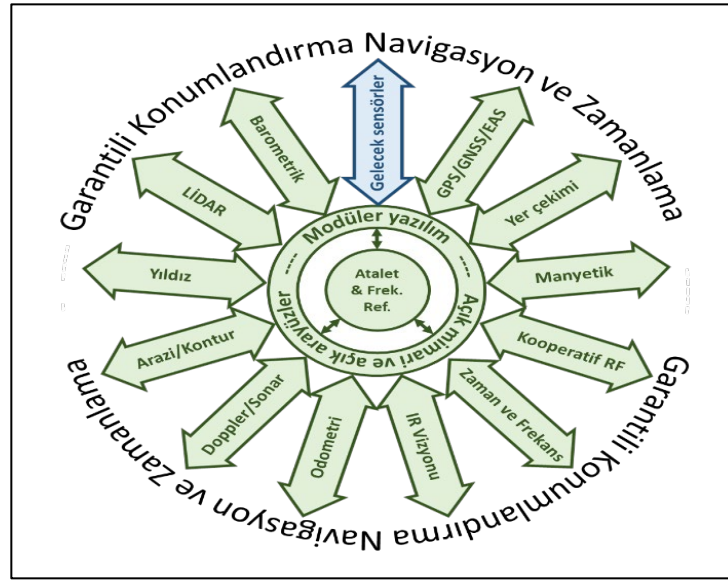 Garantili Konumlandırma Navigasyon ve Zamanlama
Gelecek sensörler
GPS/GNSS/EAS
Yer çekimi
Manyetik
Kooperatif RF
Zaman ve Frekans
IR Vizyonu
Odometri
Doppler/Sonar
Arazi/Kontur
Yıldız
LİDAR
Barometrik
Modüler yazılım
Açık mimari ve açık arayüzler
Atalet
& Frek.
Ref.
Garantili Konumlandırma Navigasyon ve Zamanlama